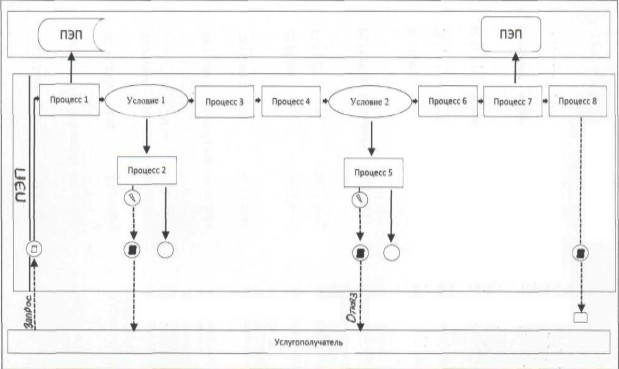 ПЭП
ПЭП
Процесс 1
Условие 1
Процесс 3
Процесс 4
Условие 2
Процесс 6
Процесс 7
Процесс 8
Процесс 2
Процесс 5
ПЭП
Запрос
Отказ
Услугополучатель